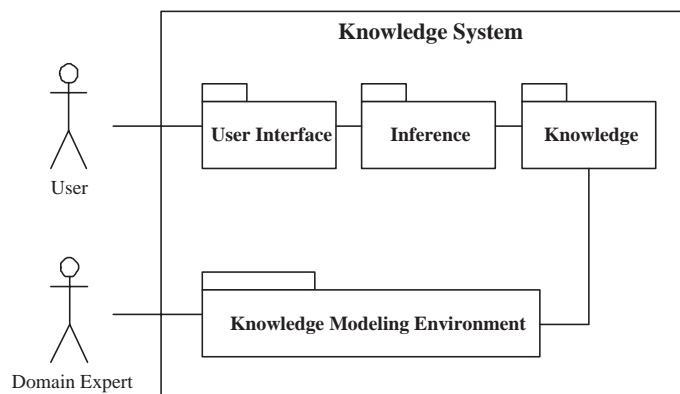 Knowledge System
User Interface
Inference
Knowledge
User
Knowledge Modeling Environment
Domain Expert